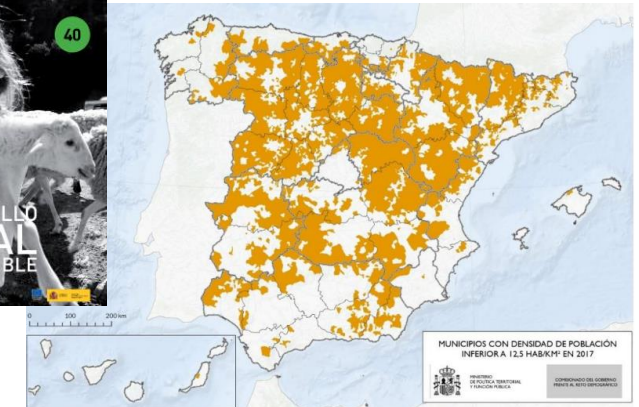 40
LLO
AL
BLE
0 100 200 km
MUNICIPIOS CON DENSIDAD DE POBLACIÓN
INFERIOR A 12,5 HAB/KM² EN 2017
MINISTERIO
DE POLÍTICA TERRITORIAL
Y FUNCIÓN PÚBLICA
COMISIONADO DEL GOBIERNO
FRENTE AL RETO DEMOGRÁFICO